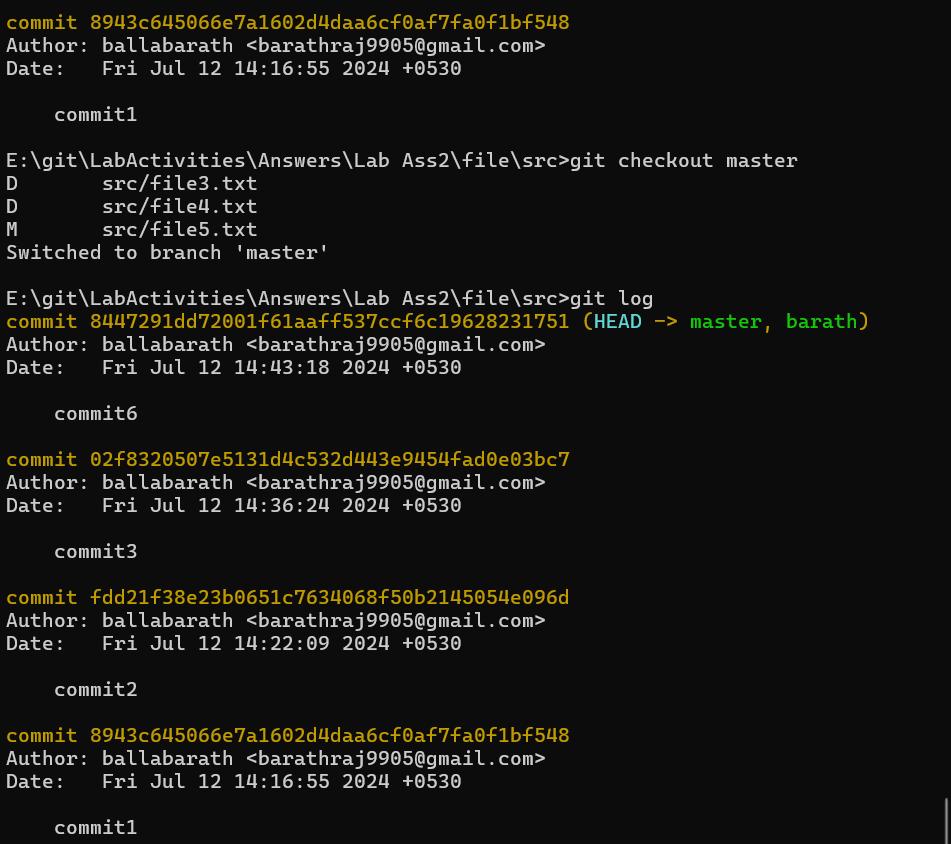 commit 8943c645066e7a1602d4daa6cf0af7fa0f1bf548
Author: ballabarath <barathraj9905@gmail.com>
Date:   Fri Jul 12 14:16:55 2024 +0530

    commit1

E:\git\LabActivities\Answers\Lab Ass2\file\src>git checkout master
D       src/file3.txt
D       src/file4.txt
M       src/file5.txt
Switched to branch 'master'

E:\git\LabActivities\Answers\Lab Ass2\file\src>git log
commit 8447291dd72001f61aaff537ccf6c19628231751 (HEAD -> master, barath)
Author: ballabarath <barathraj9905@gmail.com>
Date:   Fri Jul 12 14:43:18 2024 +0530

    commit6

commit 02f8320507e5131d4c532d443e9454fad0e03bc7
Author: ballabarath <barathraj9905@gmail.com>
Date:   Fri Jul 12 14:36:24 2024 +0530

    commit3

commit fdd21f38e23b0651c7634068f50b2145054e096d
Author: ballabarath <barathraj9905@gmail.com>
Date:   Fri Jul 12 14:22:09 2024 +0530

    commit2

commit 8943c645066e7a1602d4daa6cf0af7fa0f1bf548
Author: ballabarath <barathraj9905@gmail.com>
Date:   Fri Jul 12 14:16:55 2024 +0530

    commit1